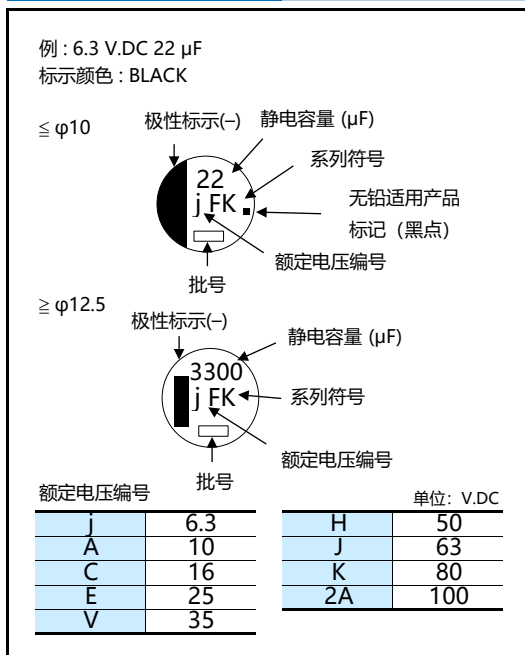 例 : 6.3 V.DC 22 µF
标示颜色 : BLACK
≦ φ10
极性标示(–)
静电容量 (µF)
系列符号
22
j FK
无铅适用产品
标记（黑点）
额定电压编号
批号
≧ φ12.5
极性标示(–)
静电容量 (µF)
3300
j FK
系列符号
额定电压编号
批号
额定电压编号
单位：V.DC
j 6.3
A 10
C 16
E 25
V 35
H 50
J 63
K 80
2A 100